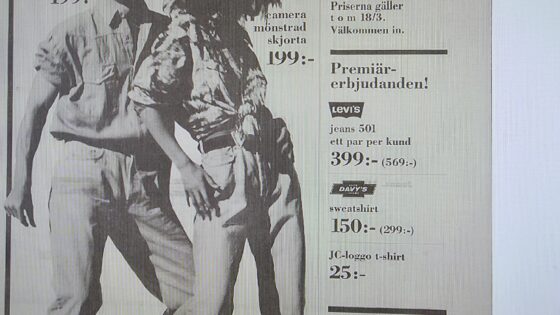 199:-
camera
mönstrad
skjorta
199:-
Priserna gäller
t o m 18/3.
Välkommen in.
Premiär-
erbjudanden!
LEVI'S
jeans 501
ett par per kund
399:- (569:-)
DAVY'S
sweatshirt
150:- (299:-)
JC-loggo t-shirt
25:-